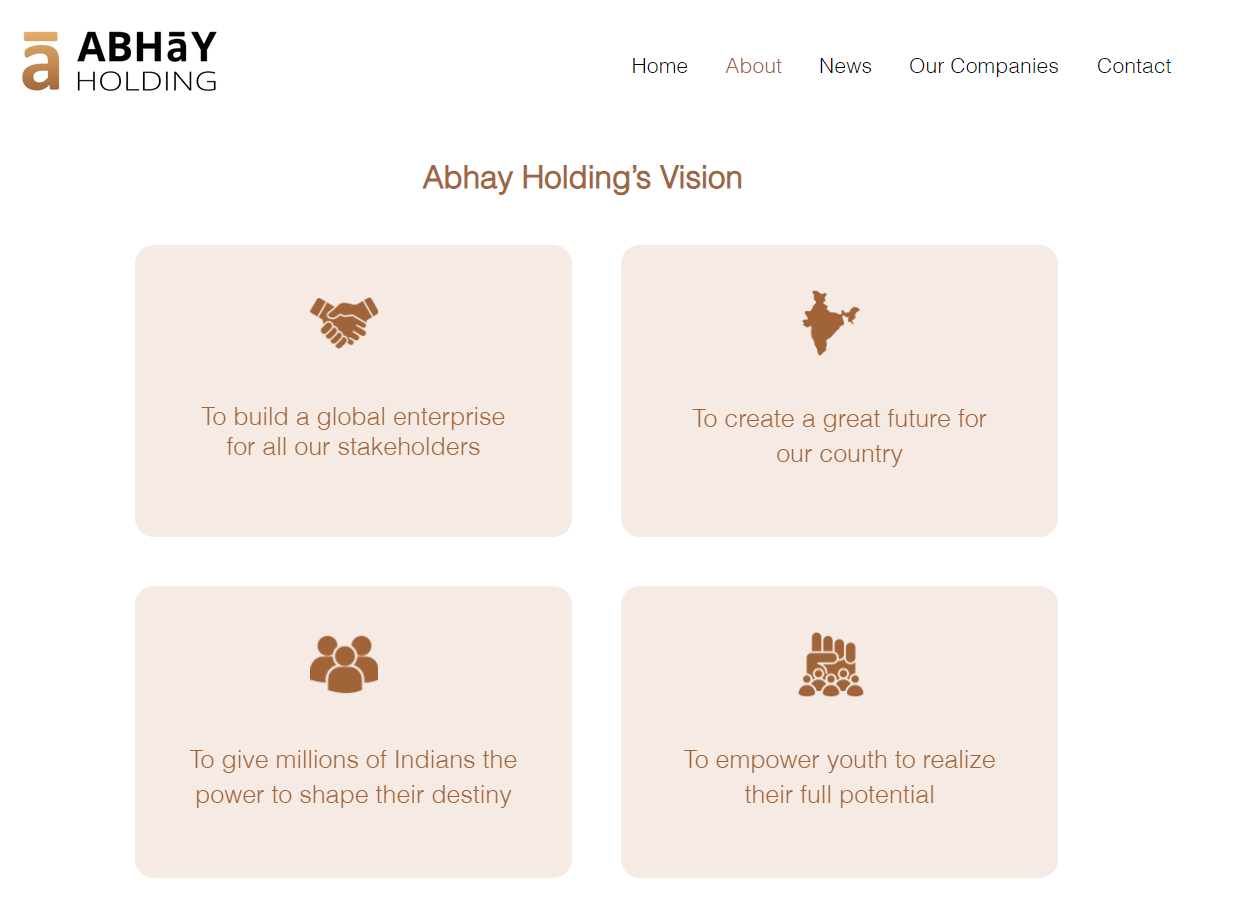 ā ABHāY
HOLDING
Home About News Our Companies Contact
Abhay Holding’s Vision
To build a global enterprise
for all our stakeholders
To create a great future for
our country
To give millions of Indians the
power to shape their destiny
To empower youth to realize
their full potential